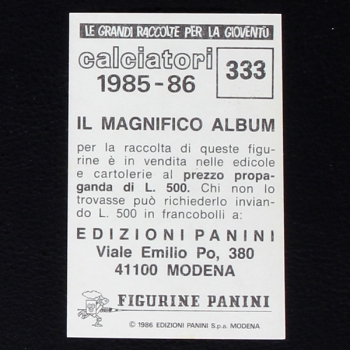 LE GRANDI RACCOLTE PER LA GIOVENTÙ
calciatori
1985-86
333
IL MAGNIFICO ALBUM
per la raccolta di queste figu-
rine è in vendita nelle edicole
e cartolerie al prezzo propa-
ganda di L. 500. Chi non lo
trovasse può richiederlo invian-
do L. 500 in francobolli a:
EDIZIONI PANINI
Viale Emilio Po, 380
41100 MODENA
FIGURINE PANINI
© 1986 EDIZIONI PANINI S.p.a. MODENA